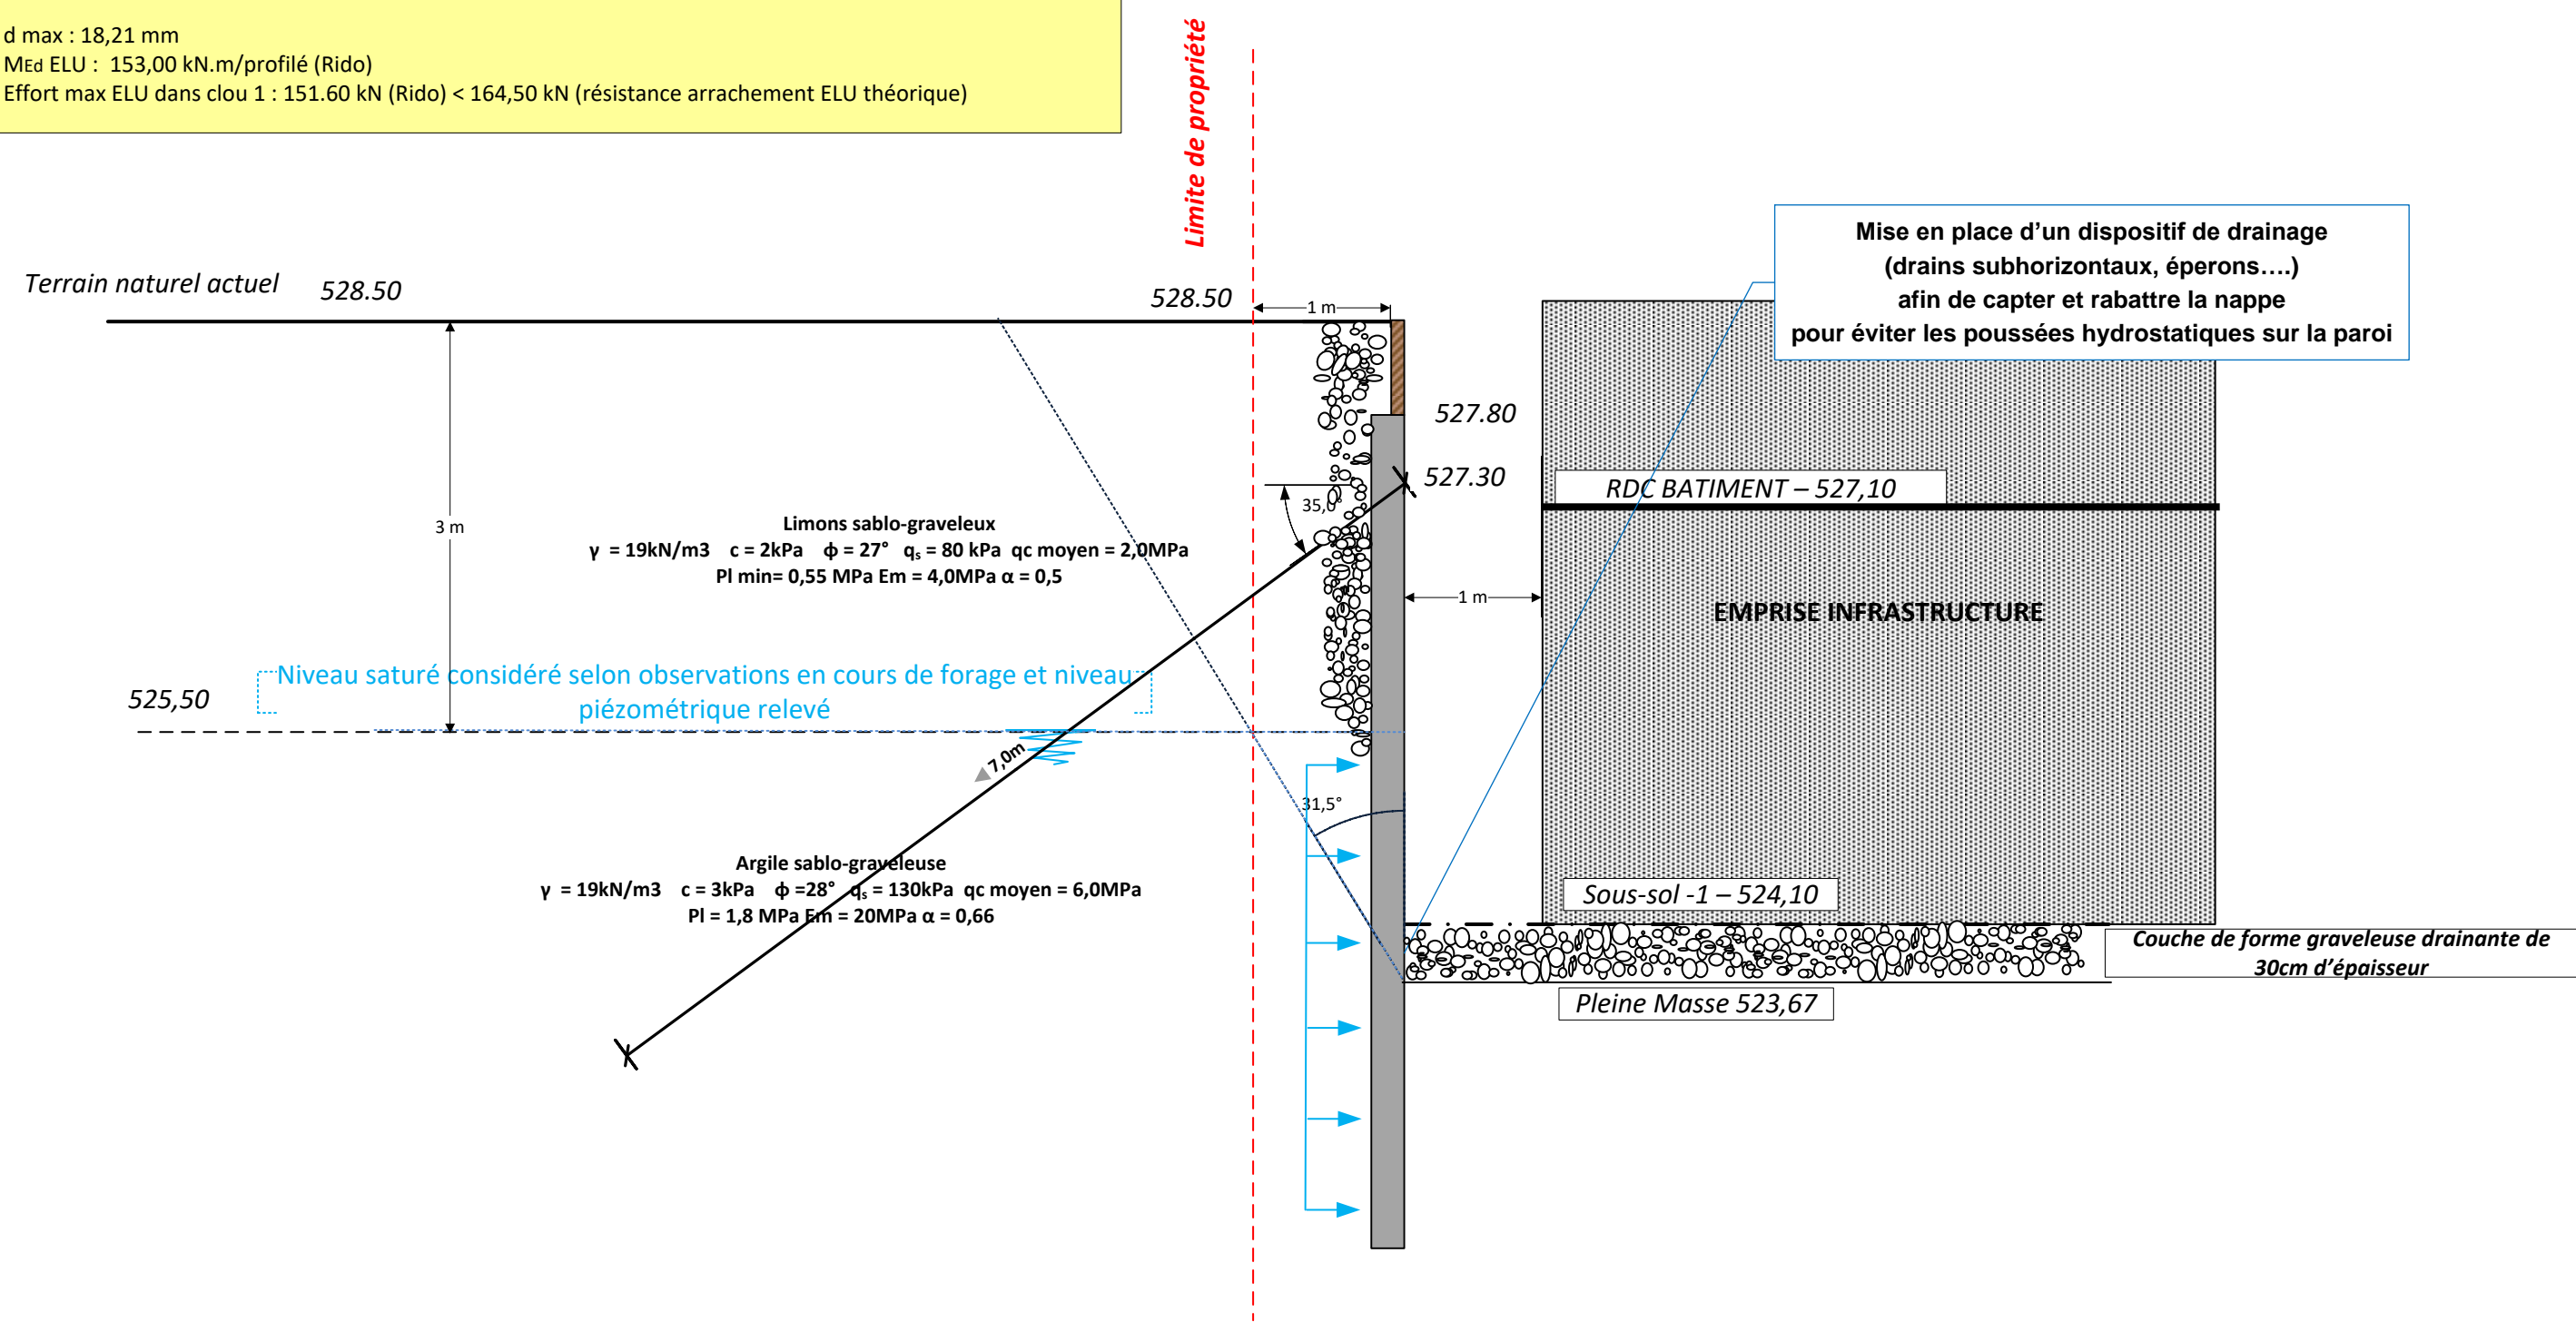 d max : 18,21 mm
MEd ELU : 153,00 kN.m/profilé (Rido)
Effort max ELU dans clou 1 : 151.60 kN (Rido) < 164,50 kN (résistance arrachement ELU théorique)
Limite de propriété
Mise en place d’un dispositif de drainage
(drains subhorizontaux, éperons….)
afin de capter et rabattre la nappe
pour éviter les poussées hydrostatiques sur la paroi
Terrain naturel actuel 528.50
528.50
1 m
527.80
527.30
RDC BATIMENT – 527,10
35,0°
3 m
Limons sablo-graveleux
γ = 19kN/m3 c = 2kPa ϕ = 27° qs = 80 kPa qc moyen = 2,0MPa
Pl min= 0,55 MPa Em = 4,0MPa α = 0,5
1 m
EMPRISE INFRASTRUCTURE
Niveau saturé considéré selon observations en cours de forage et niveau
piézométrique relevé
525,50
7,0m
31,5°
Argile sablo-graveleuse
γ = 19kN/m3 c = 3kPa ϕ =28° qs = 130kPa qc moyen = 6,0MPa
Pl = 1,8 MPa Em = 20MPa α = 0,66
Sous-sol -1 – 524,10
Couche de forme graveleuse drainante de
30cm d’épaisseur
Pleine Masse 523,67